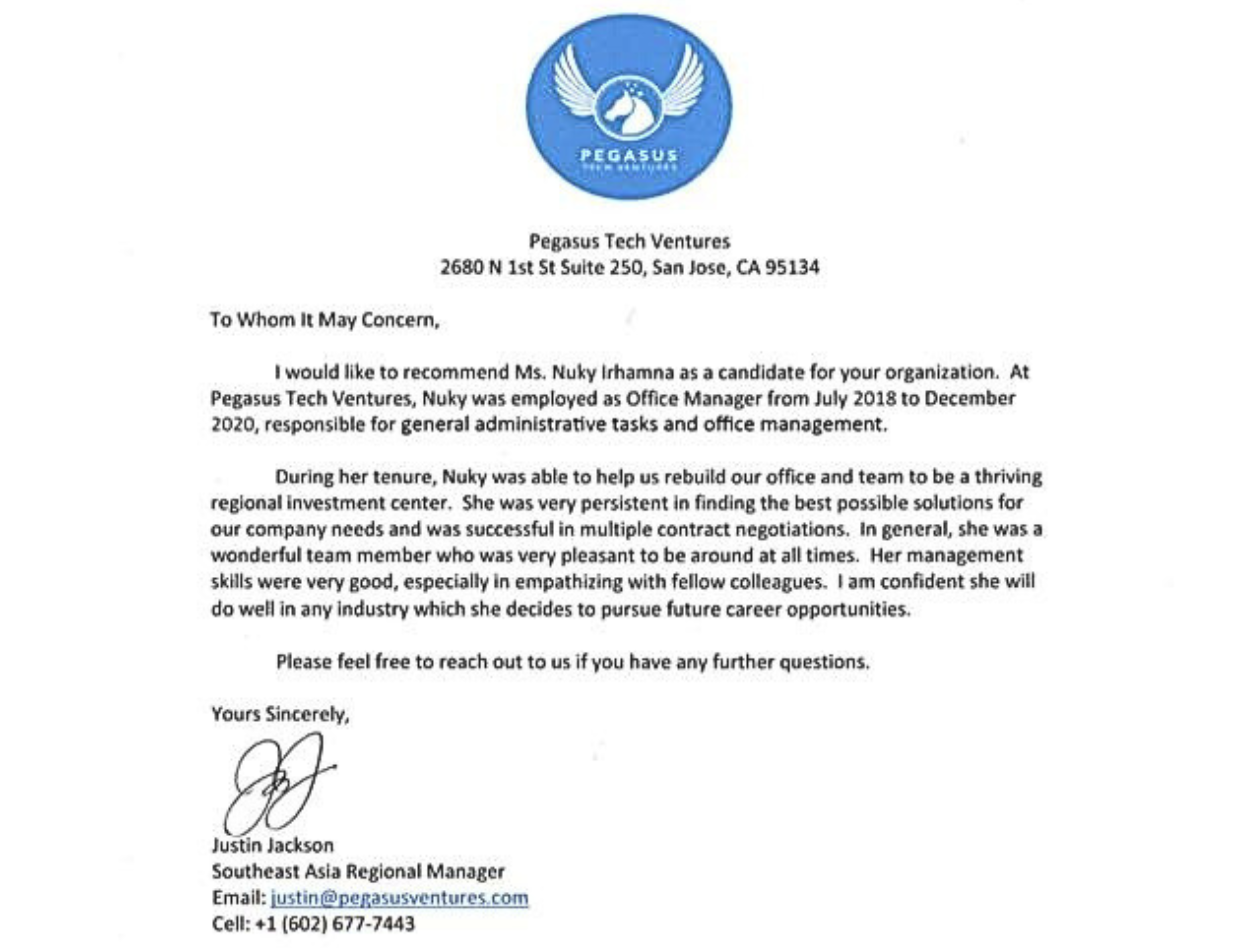 PEGASUS
TECH VENTURES
Pegasus Tech Ventures
2680 N 1st St Suite 250, San Jose, CA 95134
To Whom It May Concern,
I would like to recommend Ms. Nuky Irhamna as a candidate for your organization.  At
Pegasus Tech Ventures, Nuky was employed as Office Manager from July 2018 to December
2020, responsible for general administrative tasks and office management.
During her tenure, Nuky was able to help us rebuild our office and team to be a thriving
regional investment center.  She was very persistent in finding the best possible solutions for
our company needs and was successful in multiple contract negotiations.  In general, she was a
wonderful team member who was very pleasant to be around at all times.  Her management
skills were very good, especially in empathizing with fellow colleagues.  I am confident she will
do well in any industry which she decides to pursue future career opportunities.
Please feel free to reach out to us if you have any further questions.
Yours Sincerely,
Justin Jackson
Southeast Asia Regional Manager
Email: justin@pegasusventures.com
Cell: +1 (602) 677-7443